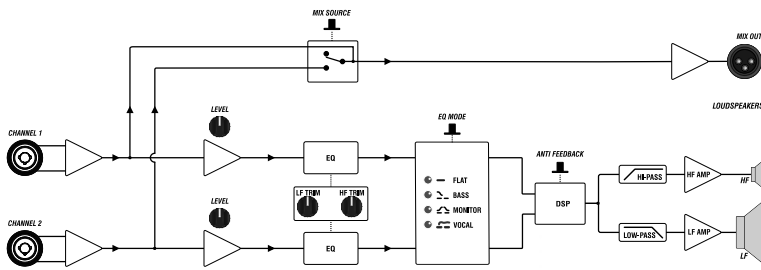 MIX SOURCE
MIX OUT
LOUDSPEAKERS
CHANNEL 1
LEVEL
EQ
EQ MODE
ANTI FEEDBACK
LF TRIM
HF TRIM
FLAT
BASS
MONITOR
VOCAL
DSP
HI-PASS
HF AMP
HF
CHANNEL 2
LEVEL
EQ
LOW-PASS
LF AMP
LF